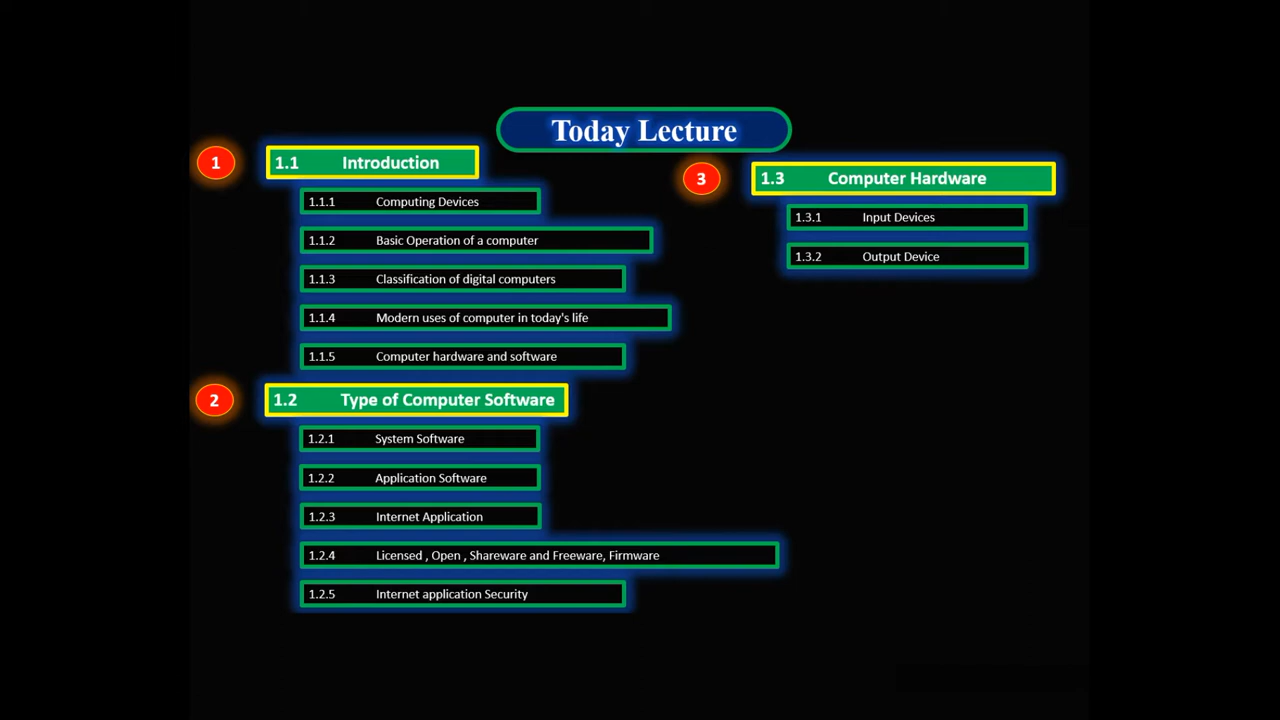 Today Lecture
1
1.1 Introduction
1.1.1 Computing Devices
1.1.2 Basic Operation of a computer
1.1.3 Classification of digital computers
1.1.4 Modern uses of computer in today's life
1.1.5 Computer hardware and software
2
1.2 Type of Computer Software
1.2.1 System Software
1.2.2 Application Software
1.2.3 Internet Application
1.2.4 Licensed , Open , Shareware and Freeware, Firmware
1.2.5 Internet application Security
3
1.3 Computer Hardware
1.3.1 Input Devices
1.3.2 Output Device